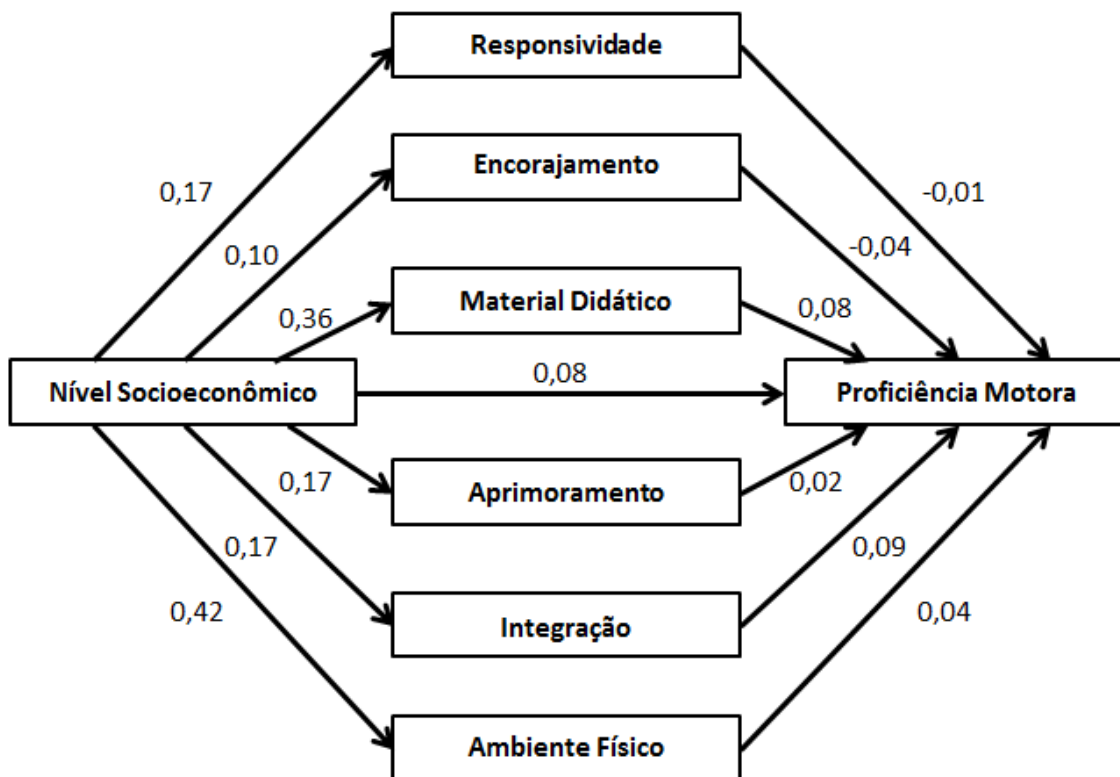 Responsividade
Encorajamento
0,17
-0,01
0,10
-0,04
Material Didático
0,36
0,08
Nível Socioeconômico
0,08
Proficiência Motora
0,17
Aprimoramento
0,02
0,17
0,09
0,42
Integração
0,04
Ambiente Físico